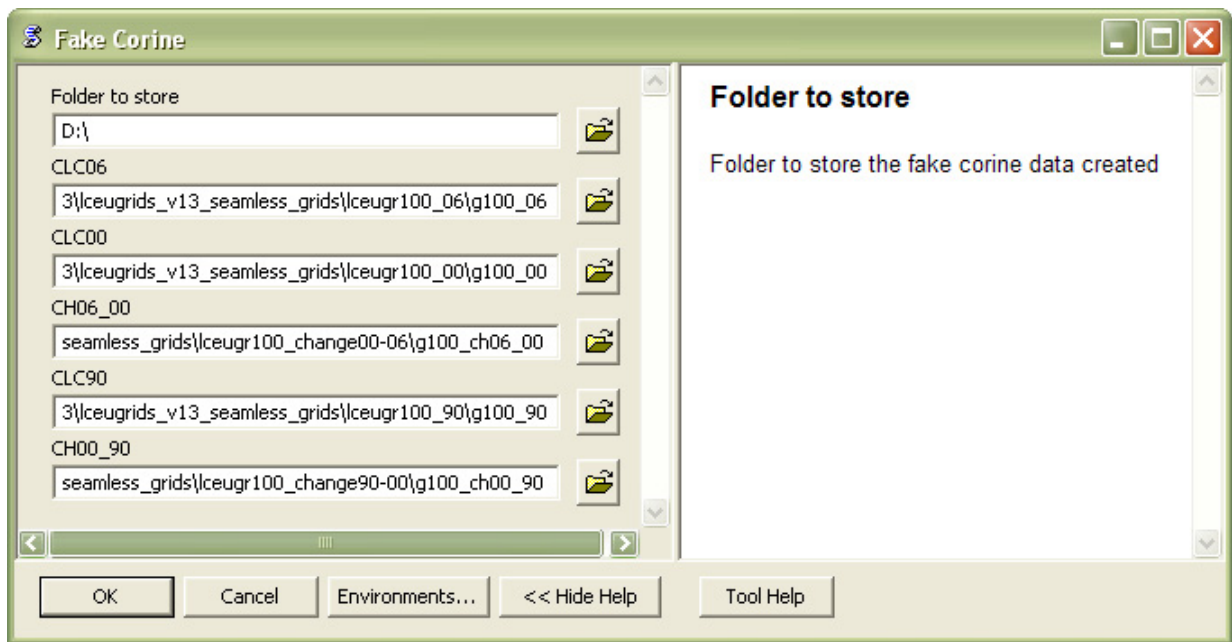 Fake Corine
Folder to store
D:\
CLC06
3\lceugrids_v13_seamless_grids\lceugr100_06\g100_06
CLC00
3\lceugrids_v13_seamless_grids\lceugr100_00\g100_00
CH06_00
seamless_grids\lceugr100_change00-06\g100_ch06_00
CLC90
3\lceugrids_v13_seamless_grids\lceugr100_90\g100_90
CH00_90
seamless_grids\lceugr100_change90-00\g100_ch00_90
Folder to store
Folder to store the fake corine data created
OK
Cancel
Environments...
<< Hide Help
Tool Help